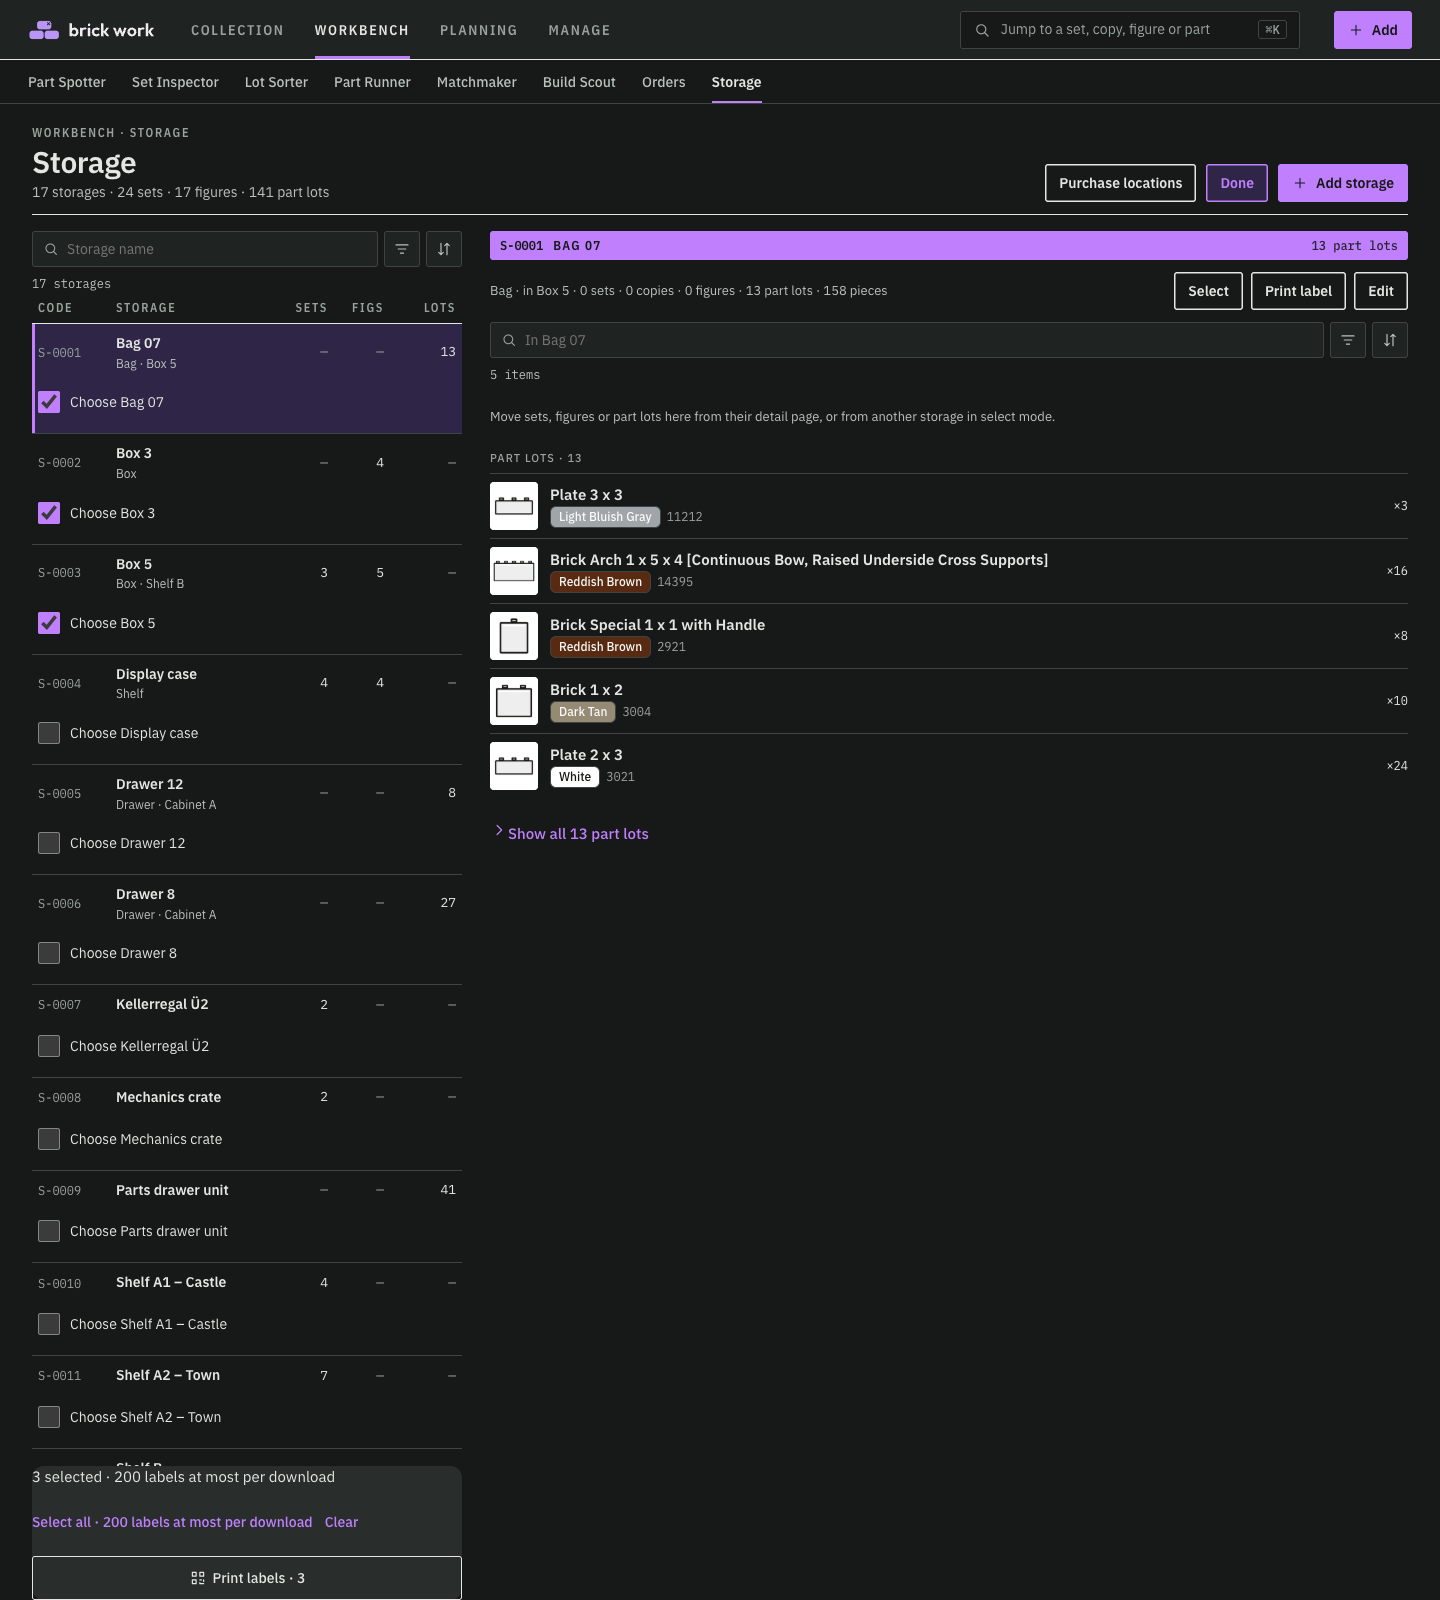 brick work
COLLECTION WORKBENCH PLANNING MANAGE
Jump to a set, copy, figure or part ⌘K
Add
Part Spotter Set Inspector Lot Sorter Part Runner Matchmaker Build Scout Orders Storage
WORKBENCH · STORAGE
Storage
17 storages · 24 sets · 17 figures · 141 part lots
Purchase locations Done Add storage
Storage name
17 storages
CODE STORAGE SETS FIGS LOTS
S-0001 Bag 07 — — 13
Bag · Box 5
Choose Bag 07
S-0002 Box 3 — 4 —
Box
Choose Box 3
S-0003 Box 5 3 5 —
Box · Shelf B
Choose Box 5
S-0004 Display case 4 4 —
Shelf
Choose Display case
S-0005 Drawer 12 — — 8
Drawer · Cabinet A
Choose Drawer 12
S-0006 Drawer 8 — — 27
Drawer · Cabinet A
Choose Drawer 8
S-0007 Kellerregal Ü2 2 — —
Choose Kellerregal Ü2
S-0008 Mechanics crate 2 — —
Choose Mechanics crate
S-0009 Parts drawer unit — — 41
Choose Parts drawer unit
S-0010 Shelf A1 – Castle 4 — —
Choose Shelf A1 – Castle
S-0011 Shelf A2 – Town 7 — —
Choose Shelf A2 – Town
3 selected · 200 labels at most per download
Select all · 200 labels at most per download Clear
Print labels · 3
S-0001 BAG 07 13 part lots
Bag · in Box 5 · 0 sets · 0 copies · 0 figures · 13 part lots · 158 pieces
Select Print label Edit
In Bag 07
5 items
Move sets, figures or part lots here from their detail page, or from another storage in select mode.
PART LOTS · 13
Plate 3 x 3
Light Bluish Gray 11212 ×3
Brick Arch 1 x 5 x 4 [Continuous Bow, Raised Underside Cross Supports]
Reddish Brown 14395 ×16
Brick Special 1 x 1 with Handle
Reddish Brown 2921 ×8
Brick 1 x 2
Dark Tan 3004 ×10
Plate 2 x 3
White 3021 ×24
Show all 13 part lots